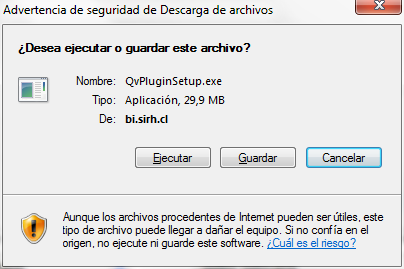 Advertencia de seguridad de Descarga de archivos
¿Desea ejecutar o guardar este archivo?
Nombre: QvPluginSetup.exe
Tipo: Aplicación, 29,9 MB
De: bi.sirh.cl
Ejecutar Guardar Cancelar
Aunque los archivos procedentes de Internet pueden ser útiles, este
tipo de archivo puede llegar a dañar el equipo. Si no confía en el
origen, no ejecute ni guarde este software. ¿Cuál es el riesgo?